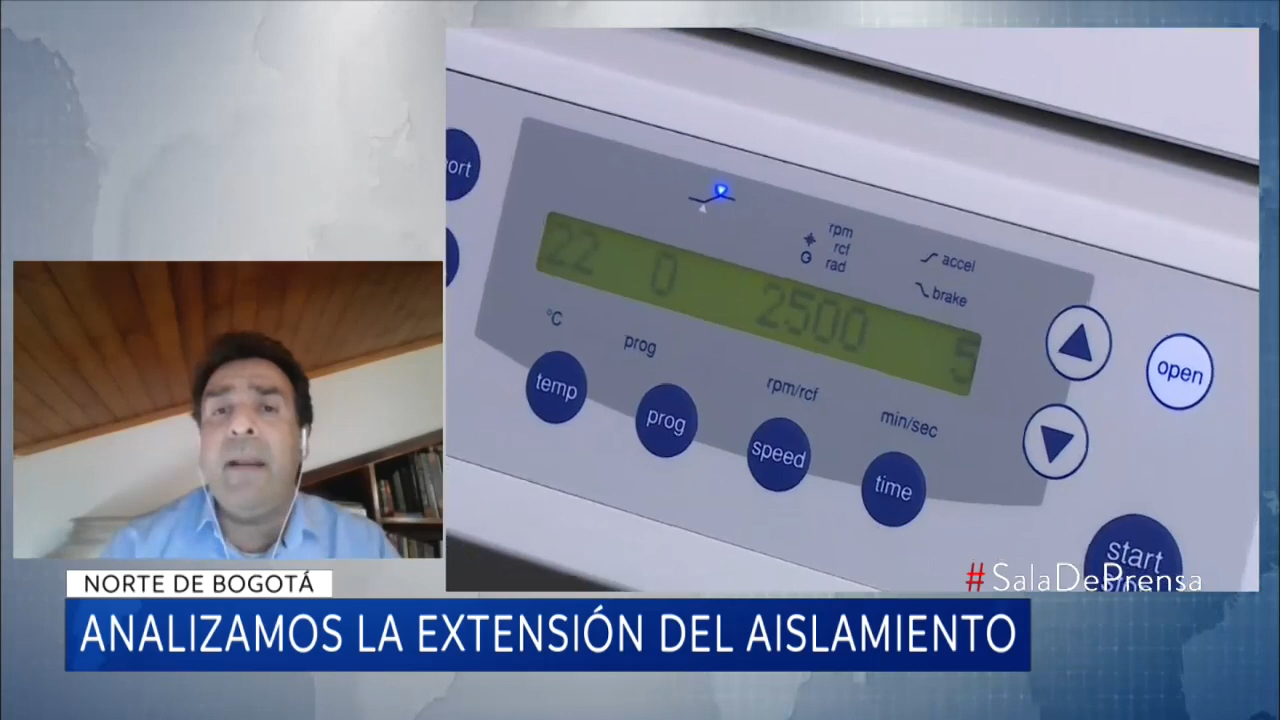 rpm
rcf
rad
accel
brake
22 0 2500 5
°C
prog
rpm/rcf
min/sec
temp
prog
speed
time
open
start
#SalaDePrensa
NORTE DE BOGOTÁ
ANALIZAMOS LA EXTENSIÓN DEL AISLAMIENTO